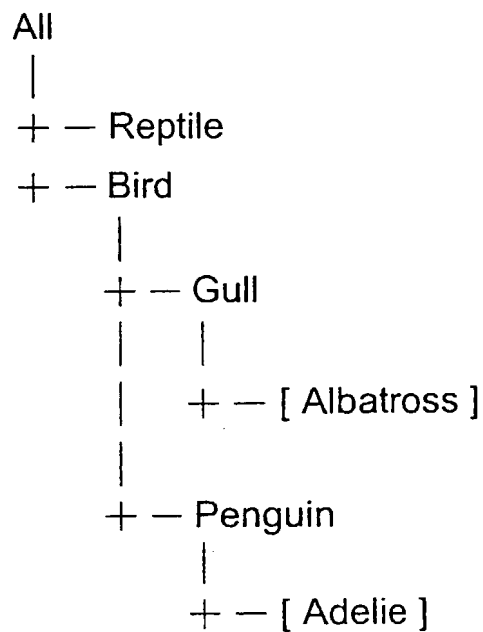 All
Reptile
Bird
Gull
[ Albatross ]
Penguin
[ Adelie ]